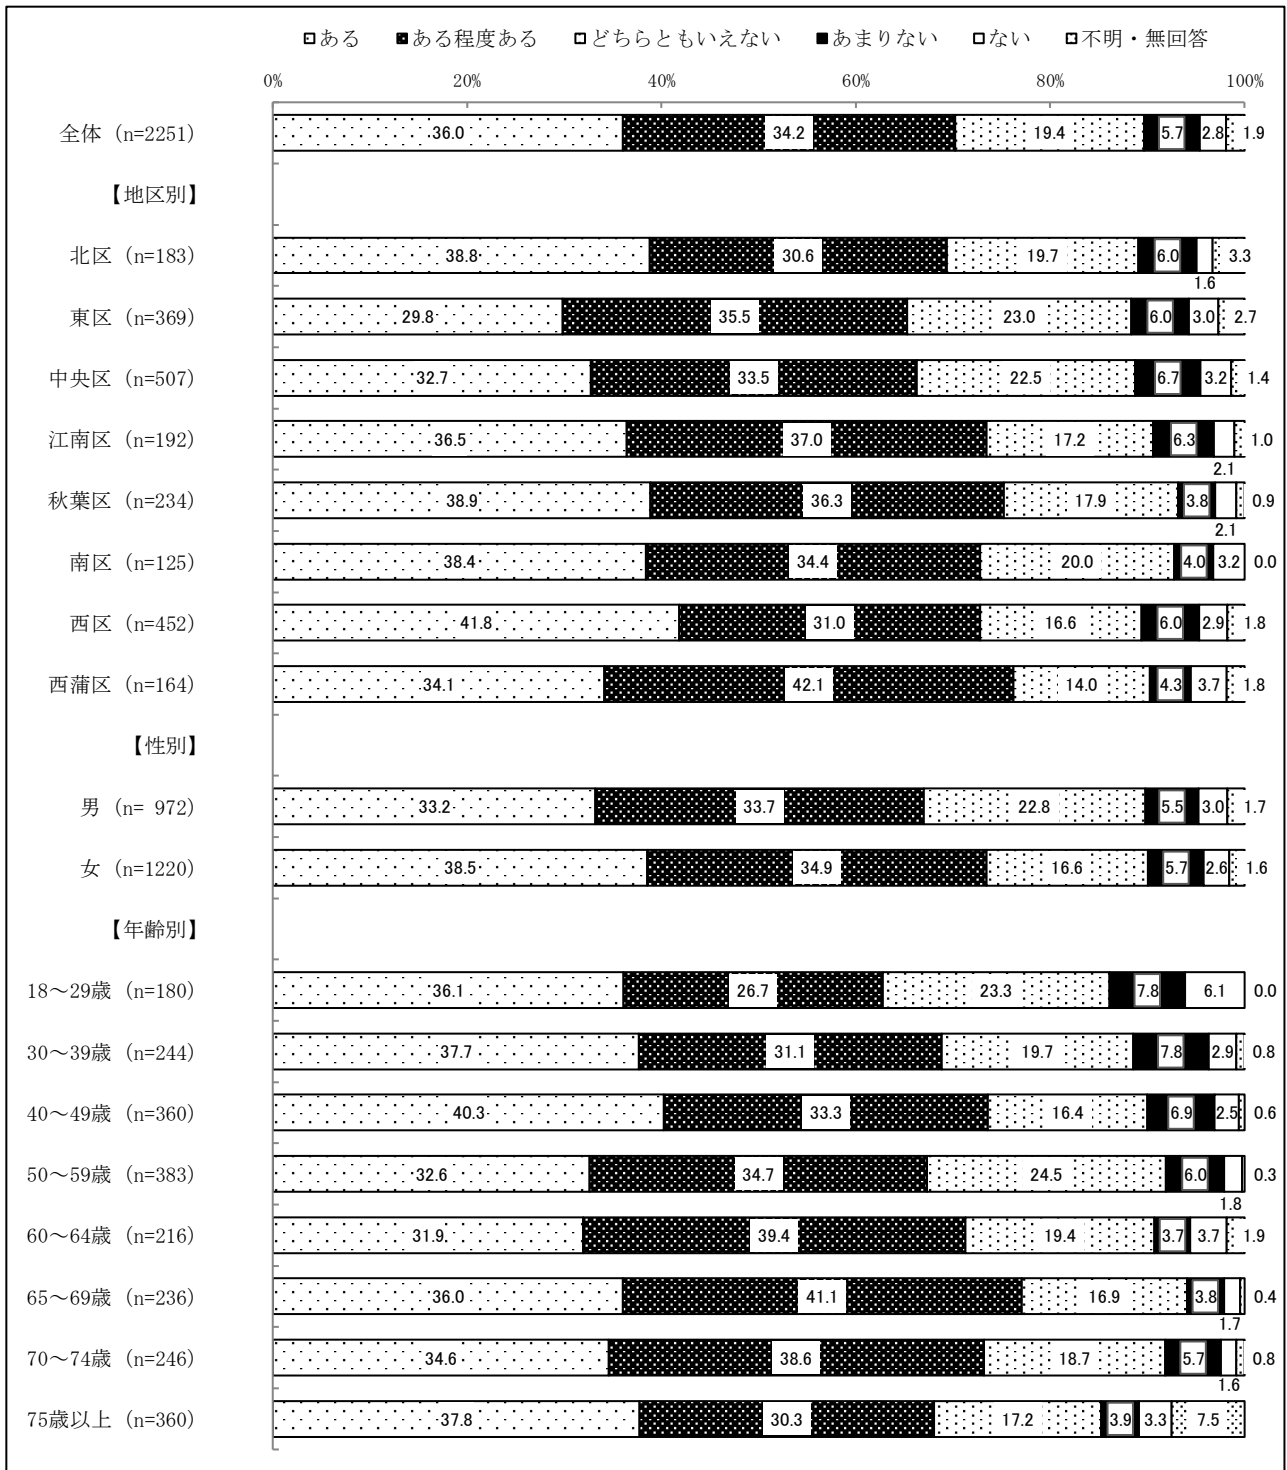 ある ある程度ある どちらともいえない あまりない ない 不明・無回答
0% 20% 40% 60% 80% 100%
全体 (n=2251) 36.0 34.2 19.4 5.7 2.8 1.9
【地区別】
北区 (n=183) 38.8 30.6 19.7 6.0 1.6 3.3
東区 (n=369) 29.8 35.5 23.0 6.0 3.0 2.7
中央区 (n=507) 32.7 33.5 22.5 6.7 3.2 1.4
江南区 (n=192) 36.5 37.0 17.2 6.3 2.1 1.0
秋葉区 (n=234) 38.9 36.3 17.9 3.8 2.1 0.9
南区 (n=125) 38.4 34.4 20.0 4.0 3.2 0.0
西区 (n=452) 41.8 31.0 16.6 6.0 2.9 1.8
西蒲区 (n=164) 34.1 42.1 14.0 4.3 3.7 1.8
【性別】
男 (n= 972) 33.2 33.7 22.8 5.5 3.0 1.7
女 (n=1220) 38.5 34.9 16.6 5.7 2.6 1.6
【年齢別】
18～29歳 (n=180) 36.1 26.7 23.3 7.8 6.1 0.0
30～39歳 (n=244) 37.7 31.1 19.7 7.8 2.9 0.8
40～49歳 (n=360) 40.3 33.3 16.4 6.9 2.5 0.6
50～59歳 (n=383) 32.6 34.7 24.5 6.0 1.8 0.3
60～64歳 (n=216) 31.9 39.4 19.4 3.7 3.7 1.9
65～69歳 (n=236) 36.0 41.1 16.9 3.8 1.7 0.4
70～74歳 (n=246) 34.6 38.6 18.7 5.7 1.6 0.8
75歳以上 (n=360) 37.8 30.3 17.2 3.9 3.3 7.5